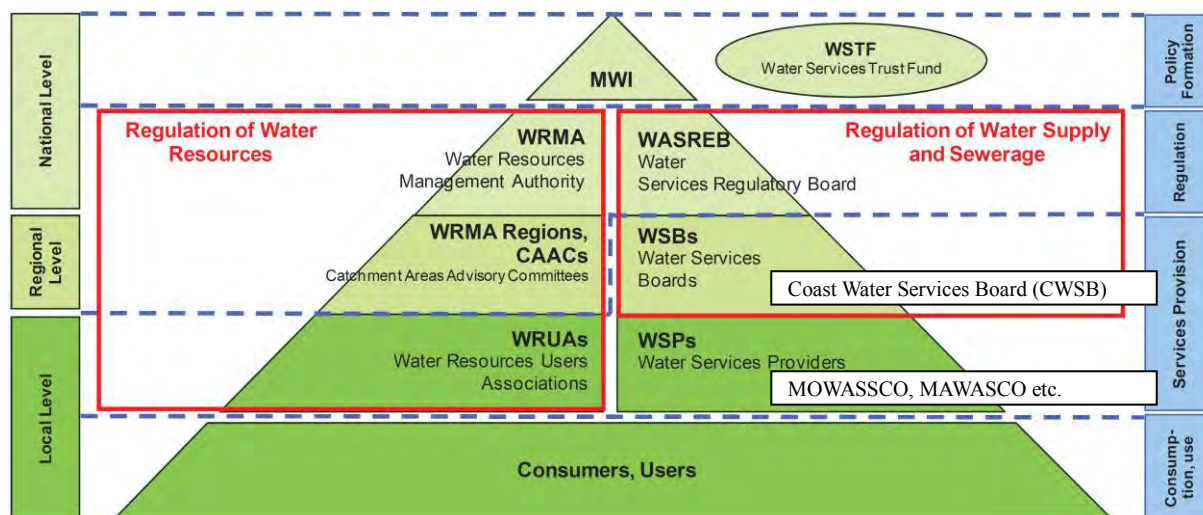 National Level
Regional
Level
Local Level
MWI
WSTF
Water Services Trust Fund
Regulation of Water
Resources
WRMA
Water Resources
Management Authority
WASREB
Water
Services Regulatory Board
Regulation of Water Supply
and Sewerage
WRMA Regions,
CAACs
Catchment Areas Advisory Committees
WSBs
Water Services
Boards
Coast Water Services Board (CWSB)
WRUAs
Water Resources Users
Associations
WSPs
Water Services Providers
MOWASSCO, MAWASCO etc.
Consumers, Users
Policy
Formation
Regulation
Services Provision
Consump-
tion, use